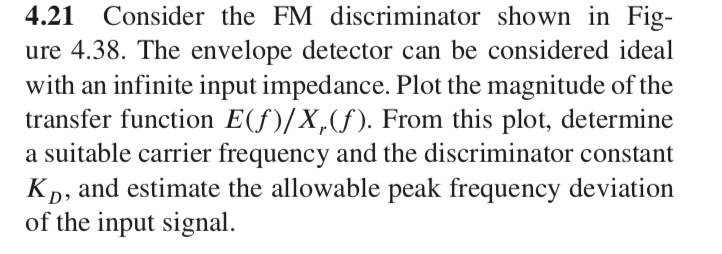 4.21 Consider the FM discriminator shown in Fig-
ure 4.38. The envelope detector can be considered ideal
with an infinite input impedance. Plot the magnitude of the
transfer function E(f)/X_r(f). From this plot, determine
a suitable carrier frequency and the discriminator constant
K_D, and estimate the allowable peak frequency deviation
of the input signal.